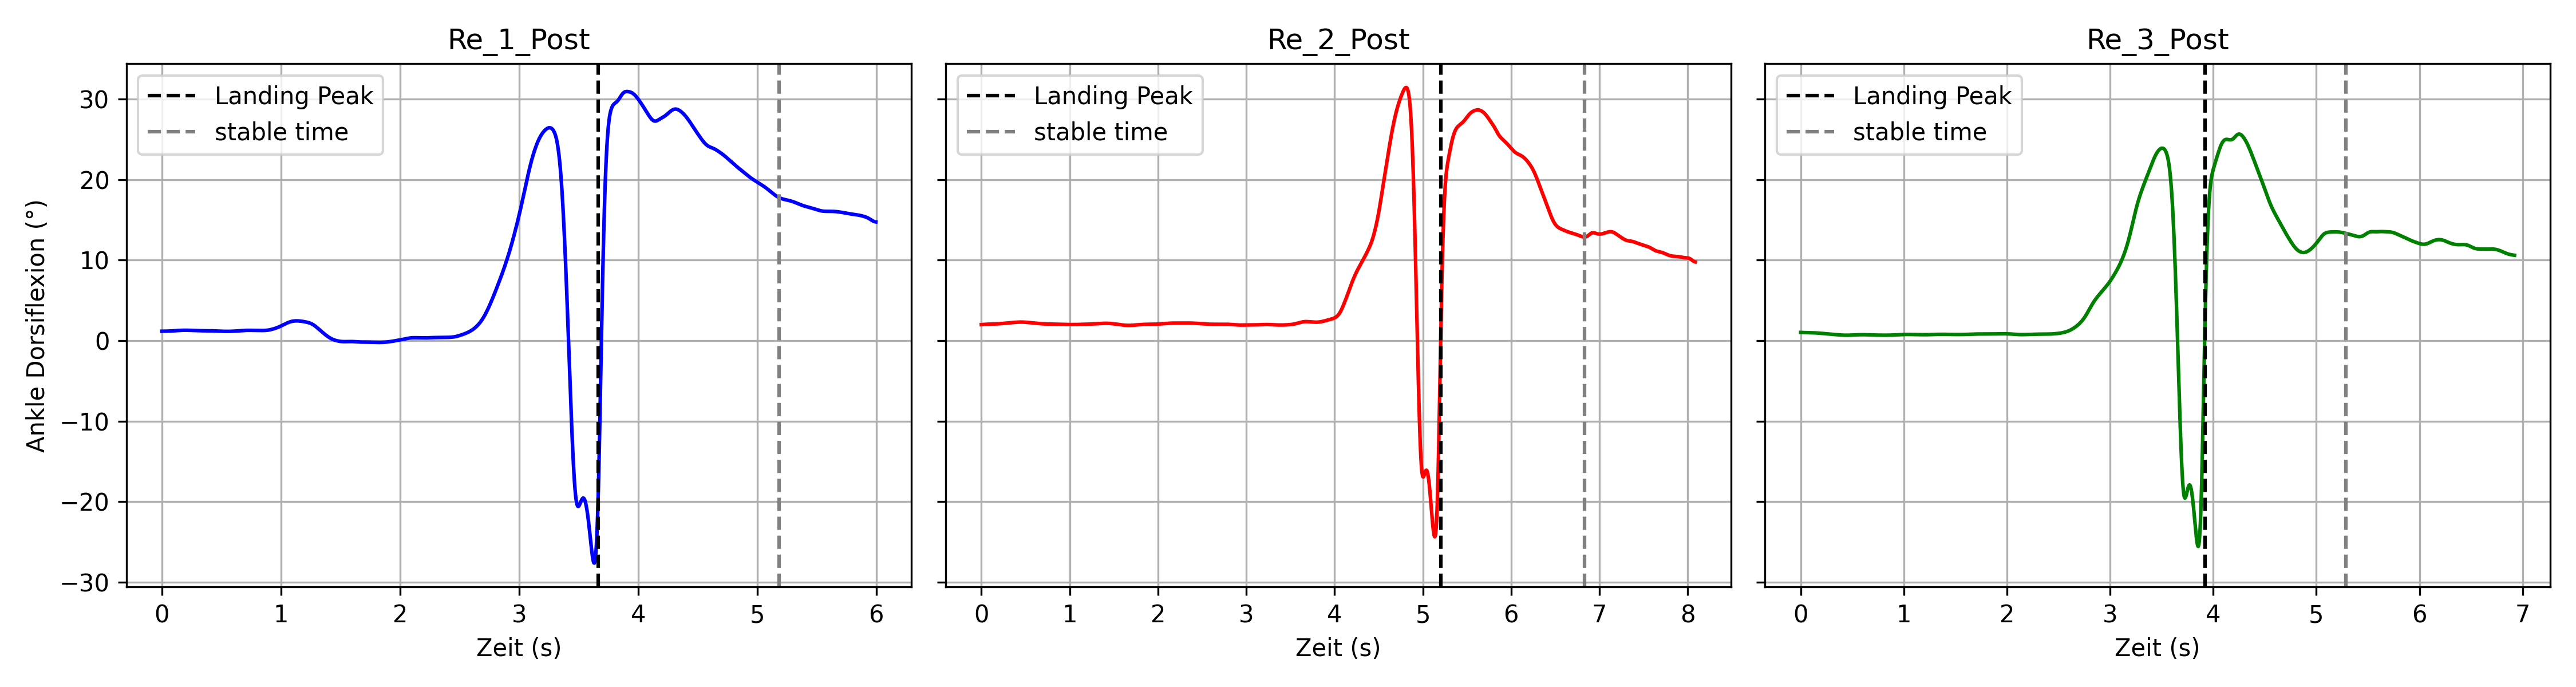 Re_1_Post
Landing Peak
stable time
Ankle Dorsiflexion (°)
30
20
10
0
−10
−20
−30
0 1 2 3 4 5 6
Zeit (s)
Re_2_Post
Landing Peak
stable time
0 1 2 3 4 5 6 7 8
Zeit (s)
Re_3_Post
Landing Peak
stable time
0 1 2 3 4 5 6 7
Zeit (s)